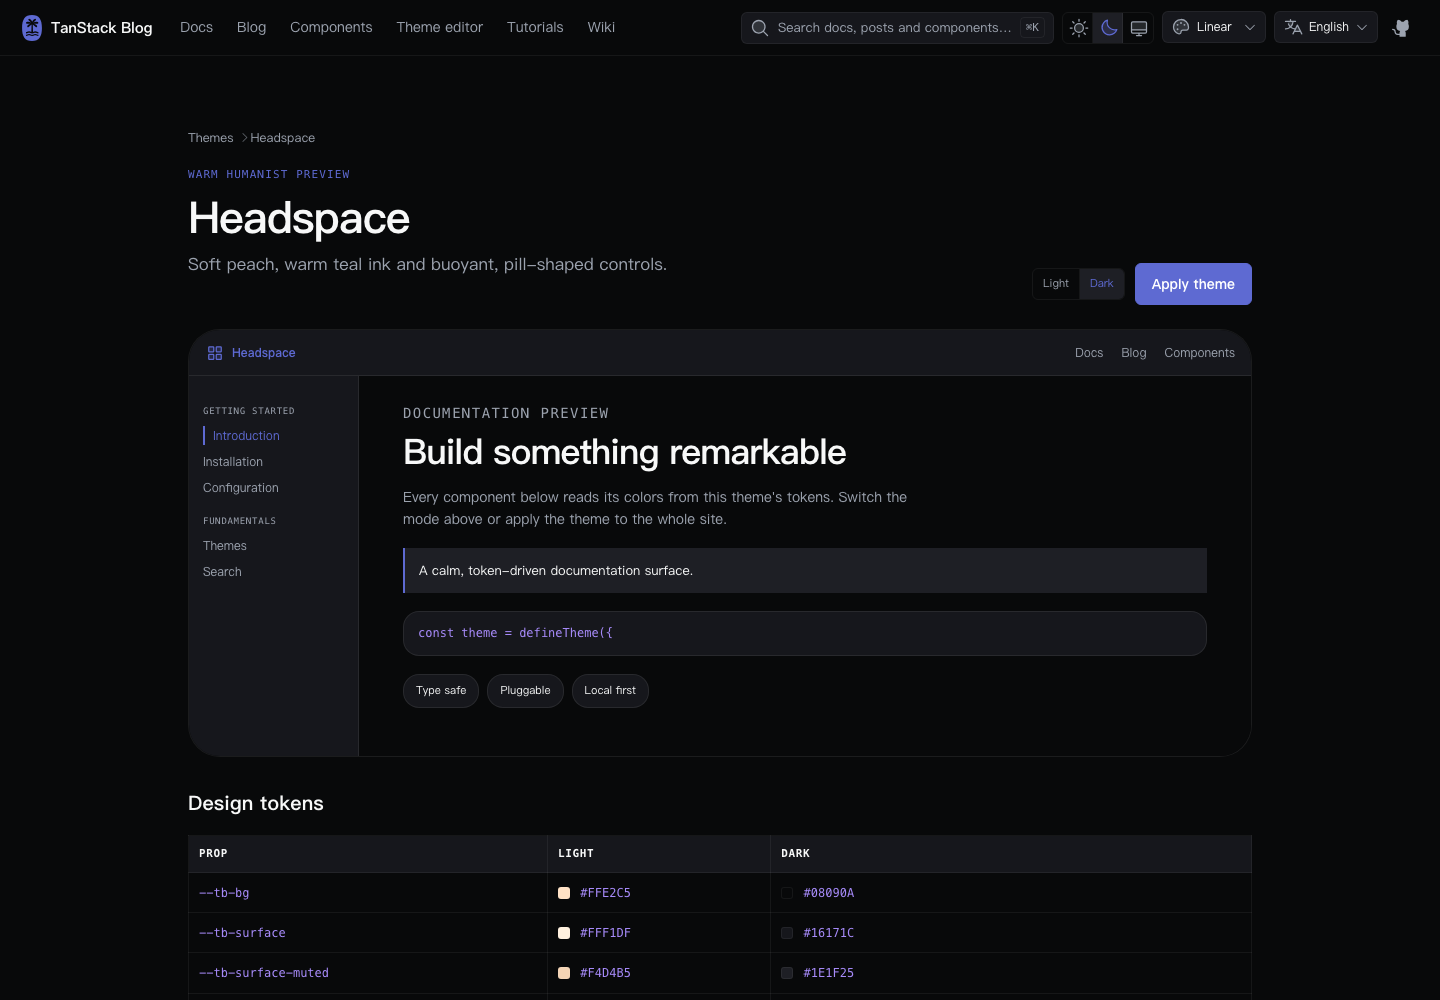 TanStack Blog
Docs
Blog
Components
Theme editor
Tutorials
Wiki
Search docs, posts and components...
⌘K
Linear
English
Themes
Headspace
WARM HUMANIST PREVIEW
Headspace
Soft peach, warm teal ink and buoyant, pill-shaped controls.
Light
Dark
Apply theme
Headspace
Docs
Blog
Components
GETTING STARTED
Introduction
Installation
Configuration
FUNDAMENTALS
Themes
Search
DOCUMENTATION PREVIEW
Build something remarkable
Every component below reads its colors from this theme's tokens. Switch the
mode above or apply the theme to the whole site.
A calm, token-driven documentation surface.
const theme = defineTheme({
Type safe
Pluggable
Local first
Design tokens
PROP
LIGHT
DARK
--tb-bg
#FFE2C5
#08090A
--tb-surface
#FFF1DF
#16171C
--tb-surface-muted
#F4D4B5
#1E1F25